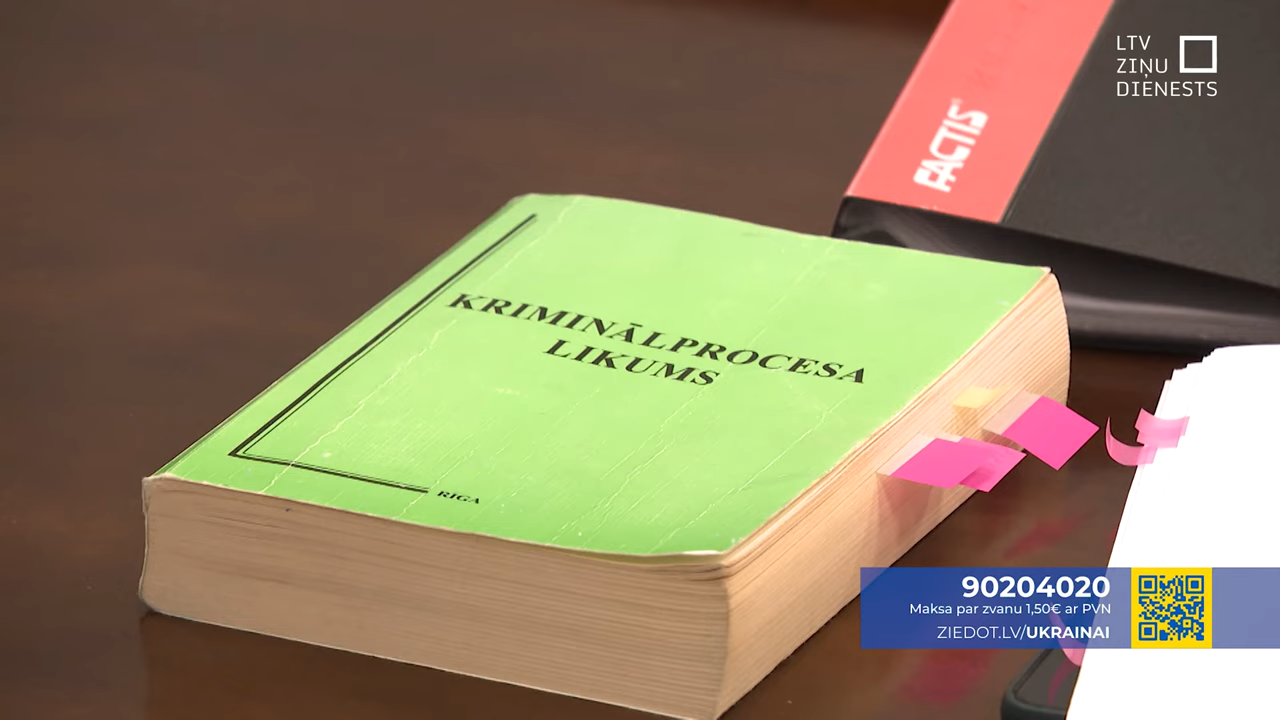 LTV
ZIŅU
DIENESTS
FACTIS
KRIMINĀLPROCESA
LIKUMS
RIGA
90204020
Maksa par zvanu 1,50€ ar PVN
ZIEDOT.LV/UKRAINAI